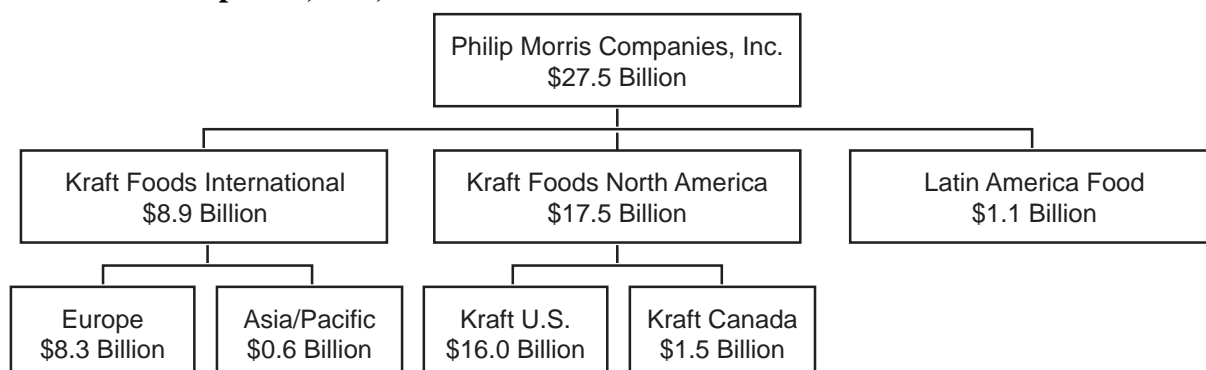 Philip Morris Companies, Inc.
$27.5 Billion
Kraft Foods International
$8.9 Billion
Kraft Foods North America
$17.5 Billion
Latin America Food
$1.1 Billion
Europe
$8.3 Billion
Asia/Pacific
$0.6 Billion
Kraft U.S.
$16.0 Billion
Kraft Canada
$1.5 Billion